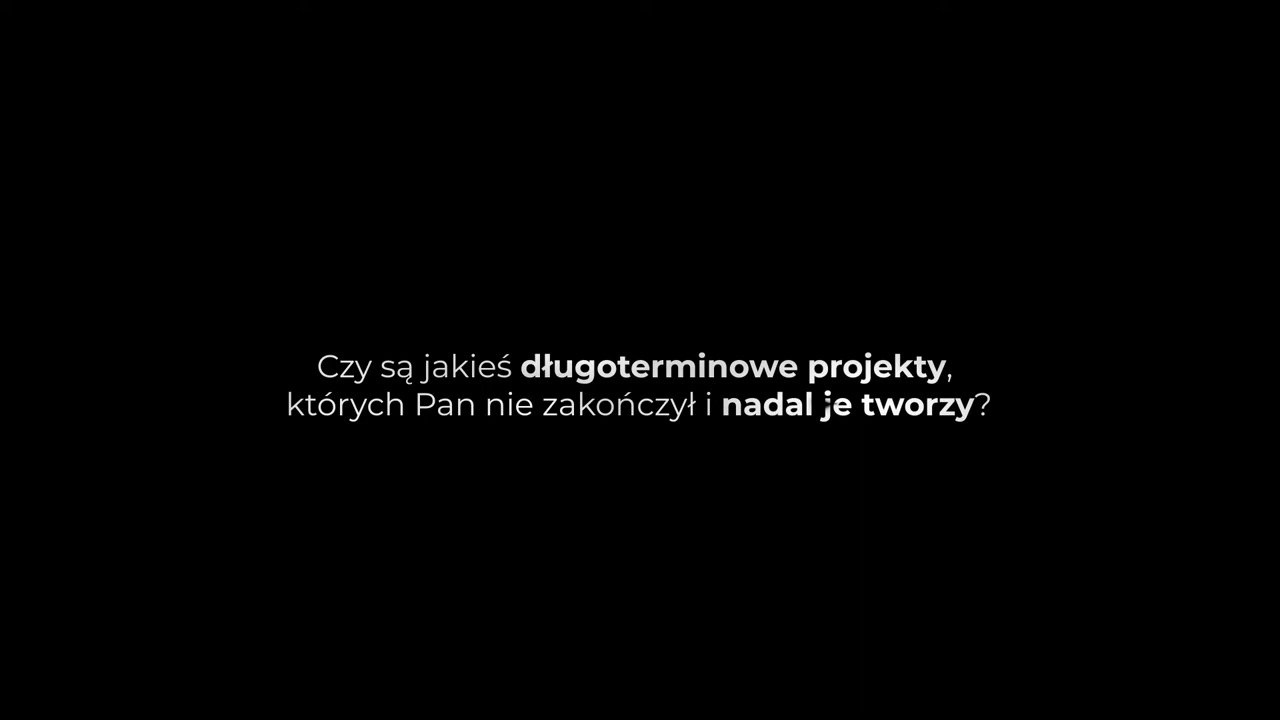 Czy są jakieś długoterminowe projekty,
których Pan nie zakończył i nadal je tworzy?